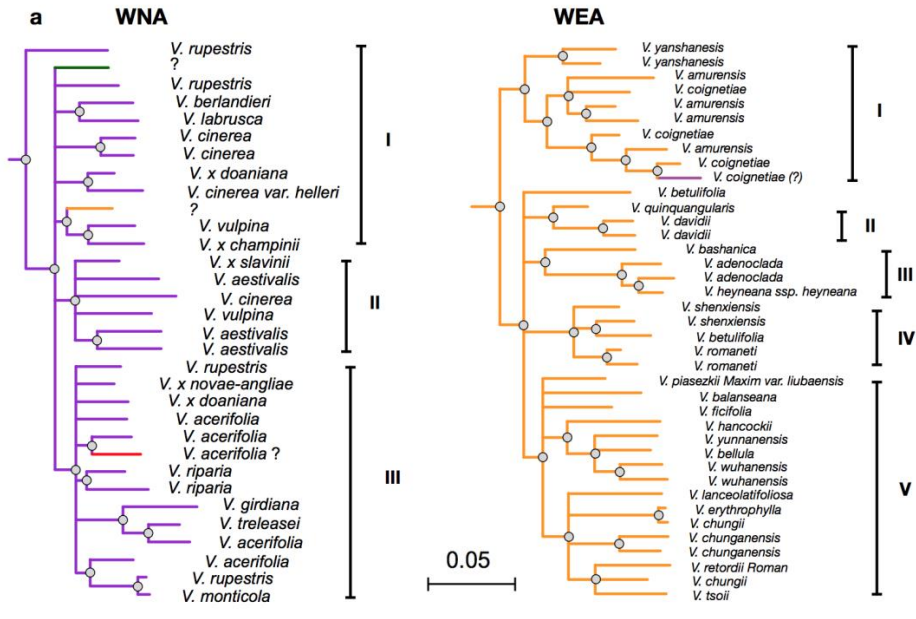 a
WNA
V. rupestris
?
V. rupestris
V. berlandieri
V. labrusca
V. cinerea
V. cinerea
V. x doaniana
V. cinerea var. helleri
?
V. vulpina
V. x champinii
I
V. x slavinii
V. aestivalis
V. cinerea
V. vulpina
V. aestivalis
V. aestivalis
II
V. rupestris
V. x novae-angliae
V. x doaniana
V. acerifolia
V. acerifolia
V. acerifolia ?
V. riparia
V. riparia
V. girdiana
V. treleasei
V. acerifolia
V. acerifolia
V. rupestris
V. monticola
III
WEA
V. yanshanesis
V. yanshanesis
V. amurensis
V. coignetiae
V. amurensis
V. amurensis
V. coignetiae
V. amurensis
V. coignetiae
V. coignetiae (?)
I
V. betulifolia
V. quinquangularis
V. davidii
V. davidii
II
V. bashanica
V. adenoclada
V. adenoclada
V. heyneana ssp. heyneana
III
V. shenxiensis
V. shenxiensis
V. betulifolia
V. romaneti
V. romaneti
IV
V. piasezkii Maxim var. liubaensis
V. balanseana
V. ficifolia
V. hancockii
V. yunnanensis
V. bellula
V. wuhanensis
V. wuhanensis
V. lanceolatifoliosa
V. erythrophylla
V. chungii
V. chunganensis
V. chunganensis
V. retordii Roman
V. chungii
V. tsoii
V
0.05